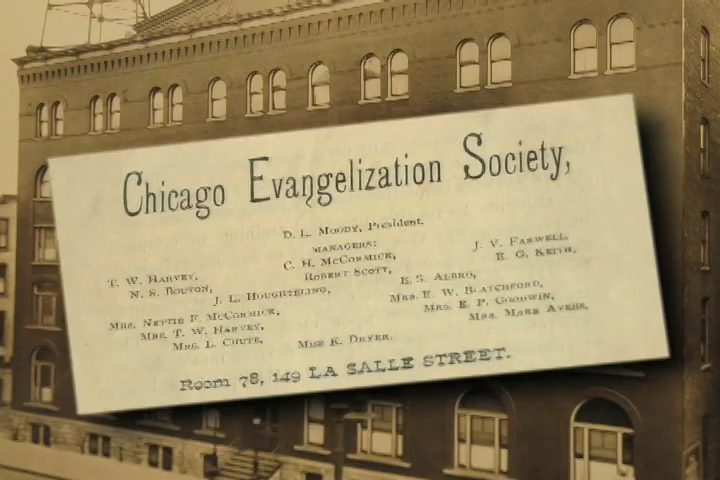 Chicago Evangelization Society,
D. L. MOODY, President.
MANAGERS:
T. W. HARVEY, C. H. McCORMICK, J. V. FARWELL,
N. S. BOUTON, ROBERT SCOTT, E. G. KEITH,
J. L. HOUGHTELING, E. S. ALBRO,
MRS. NETTIE F. McCORMICK, MRS. E. W. BLATCHFORD,
MRS. T. W. HARVEY, MRS. E. P. GOODWIN,
MRS. L. CHUTE, MISS E. DRYER, MRS. MARK AYERS,
Room 78, 149 LA SALLE STREET.